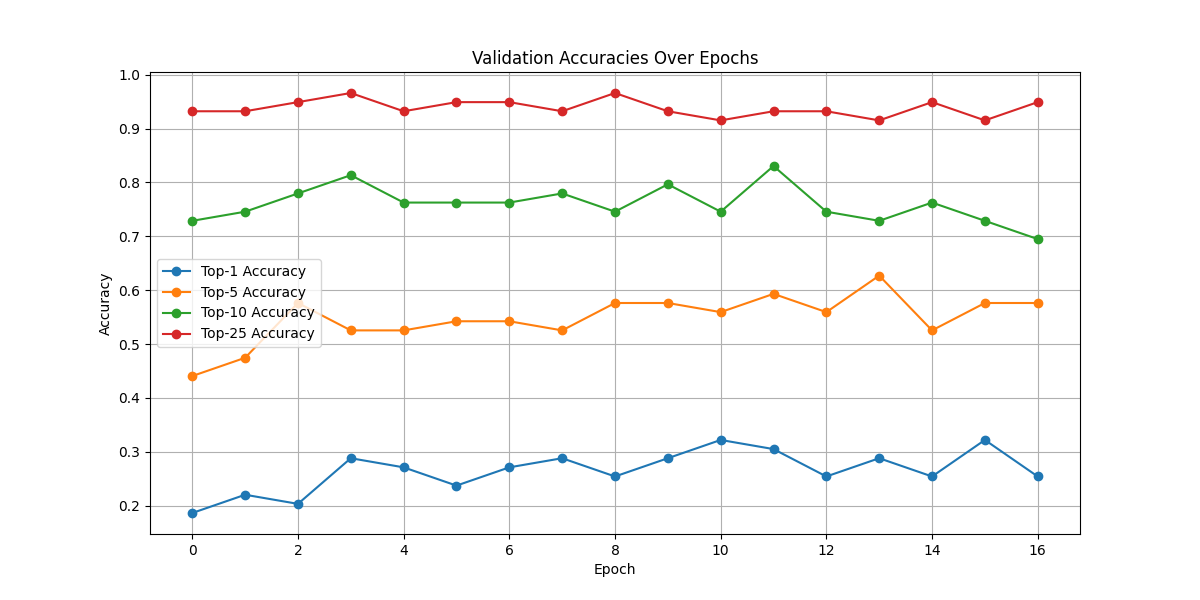 Validation Accuracies Over Epochs
1.0
0.9
0.8
0.7
0.6
0.5
0.4
0.3
0.2
Accuracy
Top-1 Accuracy
Top-5 Accuracy
Top-10 Accuracy
Top-25 Accuracy
0 2 4 6 8 10 12 14 16
Epoch